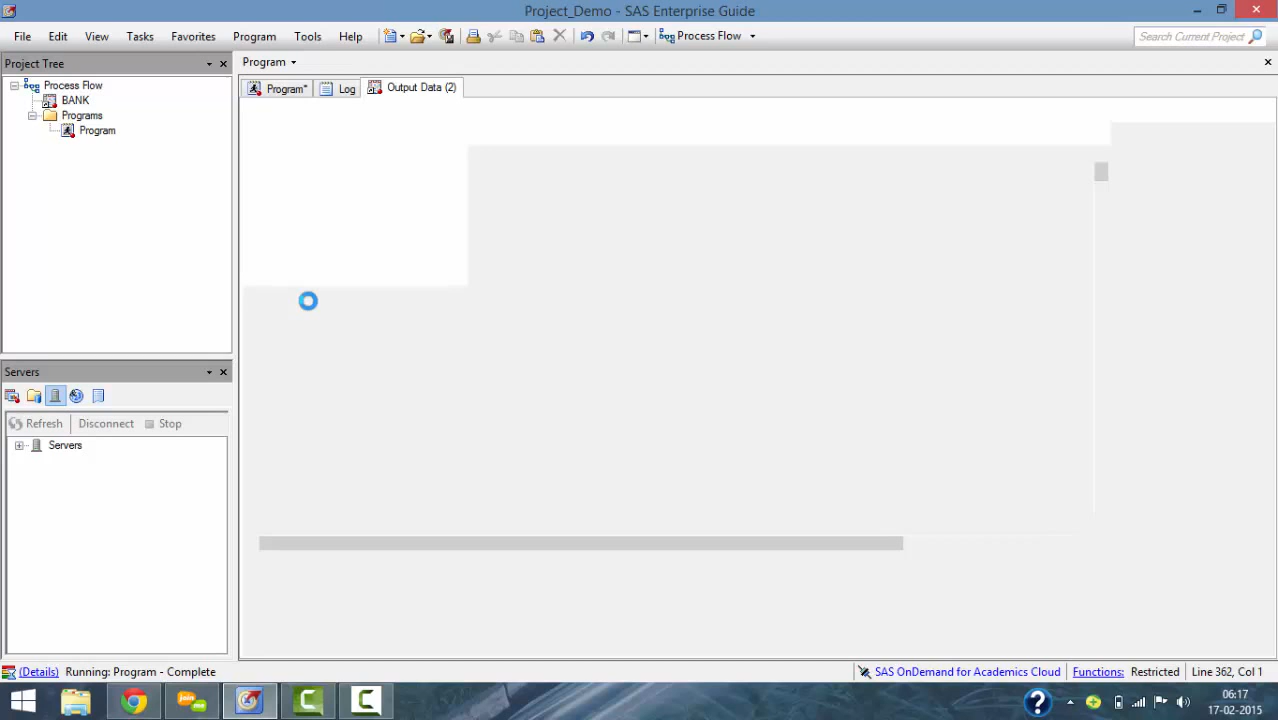 Project_Demo - SAS Enterprise Guide
File Edit View Tasks Favorites Program Tools Help Process Flow Search Current Project
Project Tree
Process Flow
BANK
Programs
Program
Program
Program* Log Output Data (2)
Servers
Refresh Disconnect Stop
Servers
(Details) Running: Program - Complete
SAS OnDemand for Academics Cloud Functions: Restricted Line 362, Col 1
join me
06:17
17-02-2015